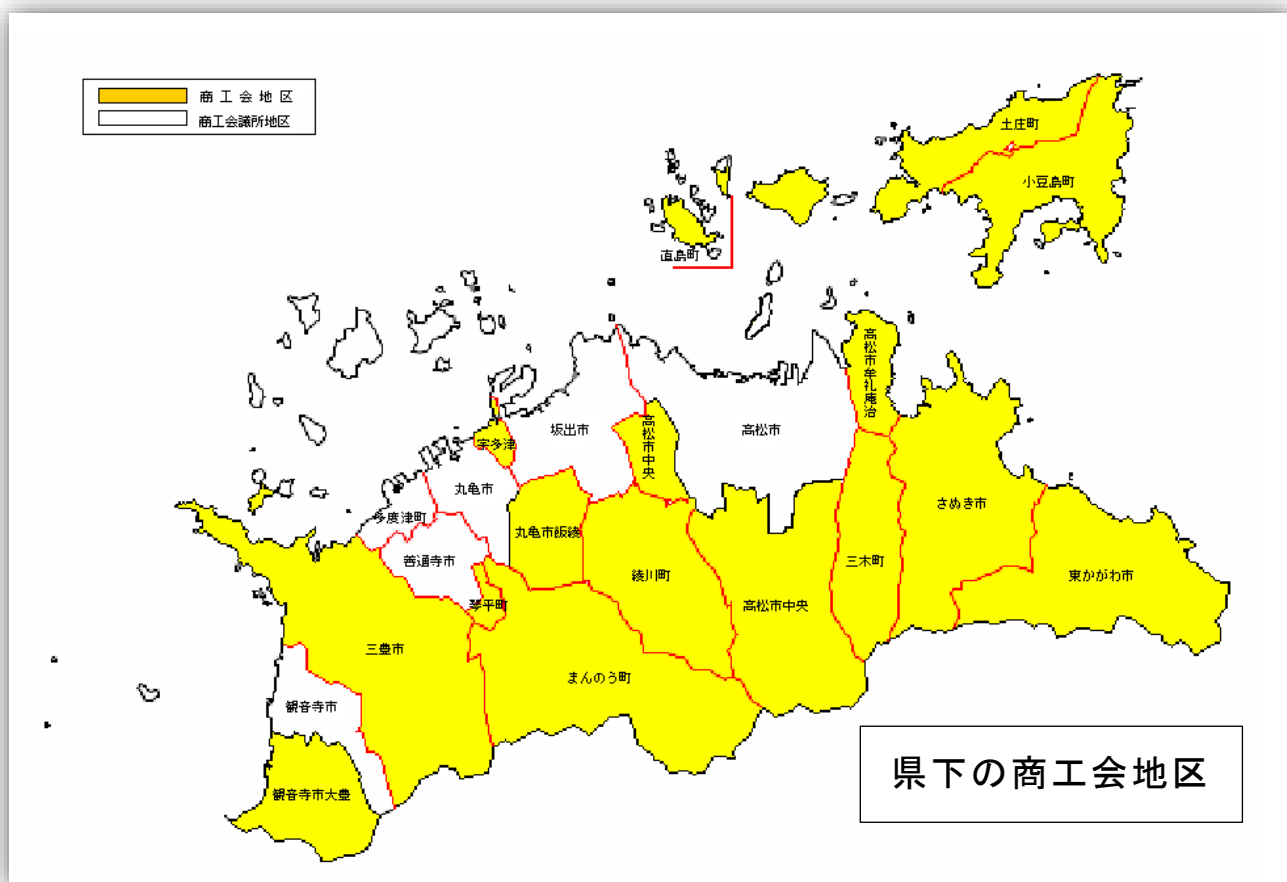 商工会地区
商工会議所地区
土庄町
小豆島町
直島町
高松市牟礼庵治
宇多津
坂出市
高松市中央
高松市
丸亀市
多度津町
丸亀市飯綾
さぬき市
善通寺市
綾川町
三木町
東かがわ市
琴平町
高松市中央
三豊市
まんのう町
観音寺市
観音寺市大豊
県下の商工会地区